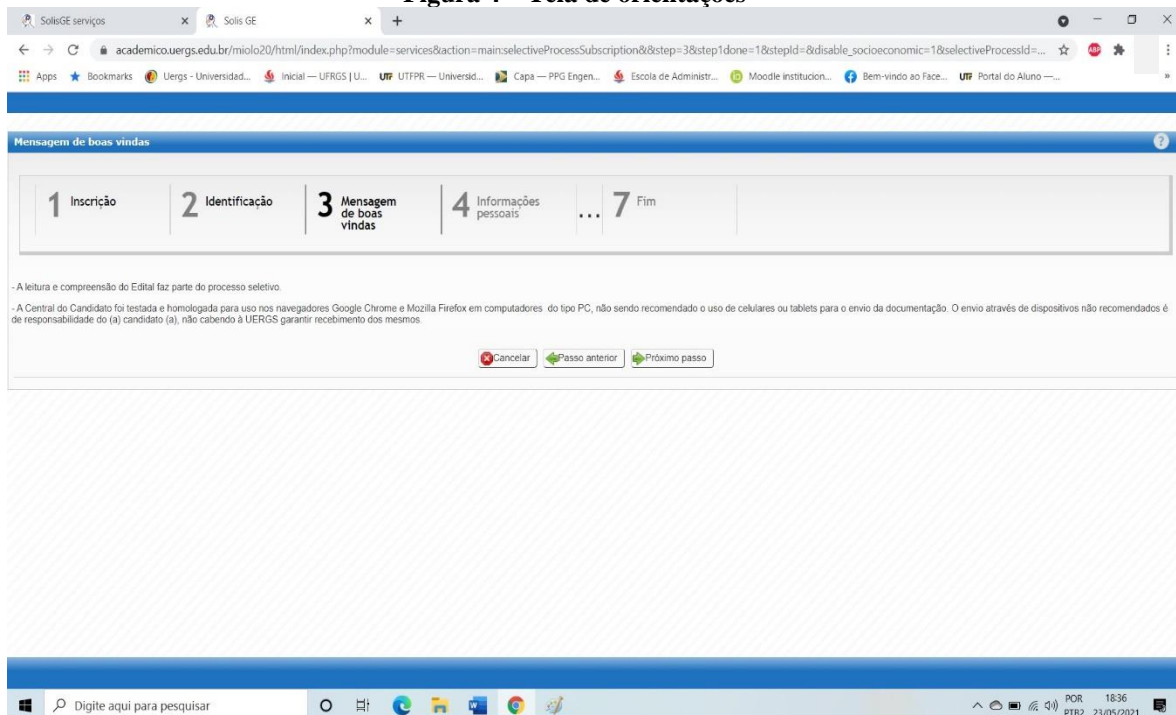 Figura 4 – Tela de orientações
SolisGE serviços
Solis GE
academico.uergs.edu.br/miolo20/html/index.php?module=services&action=main:selectiveProcessSubscription&&step=3&step1done=1&stepId=&disable_socioeconomic=1&selectiveProcessId=...
ABP
Apps Bookmarks Uergs - Universidad... Inicial — UFRGS | U... UTFPR — Universid... Capa — PPG Engen... Escola de Administr... Moodle institucion... Bem-vindo ao Face... Portal do Aluno —... »
Mensagem de boas vindas ?
1 Inscrição
2 Identificação
3 Mensagem
de boas
vindas
4 Informações
pessoais
...
7 Fim
- A leitura e compreensão do Edital faz parte do processo seletivo.
- A Central do Candidato foi testada e homologada para uso nos navegadores Google Chrome e Mozilla Firefox em computadores do tipo PC, não sendo recomendado o uso de celulares ou tablets para o envio da documentação. O envio através de dispositivos não recomendados é
de responsabilidade do (a) candidato (a), não cabendo à UERGS garantir recebimento dos mesmos.
Cancelar Passo anterior Próximo passo
Digite aqui para pesquisar
POR
PTB2
18:36
23/05/2021